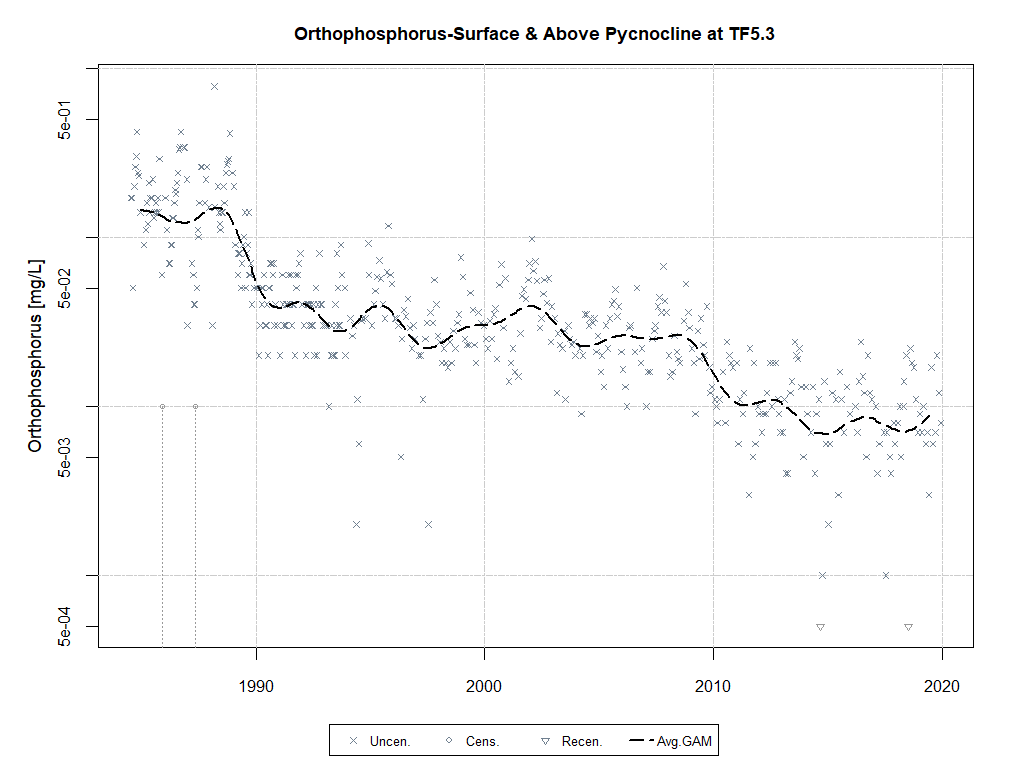 Orthophosphorus-Surface & Above Pycnocline at TF5.3
Orthophosphorus [mg/L]
5e-01
5e-02
5e-03
5e-04
1990 2000 2010 2020
Uncen. Cens. Recen. Avg.GAM